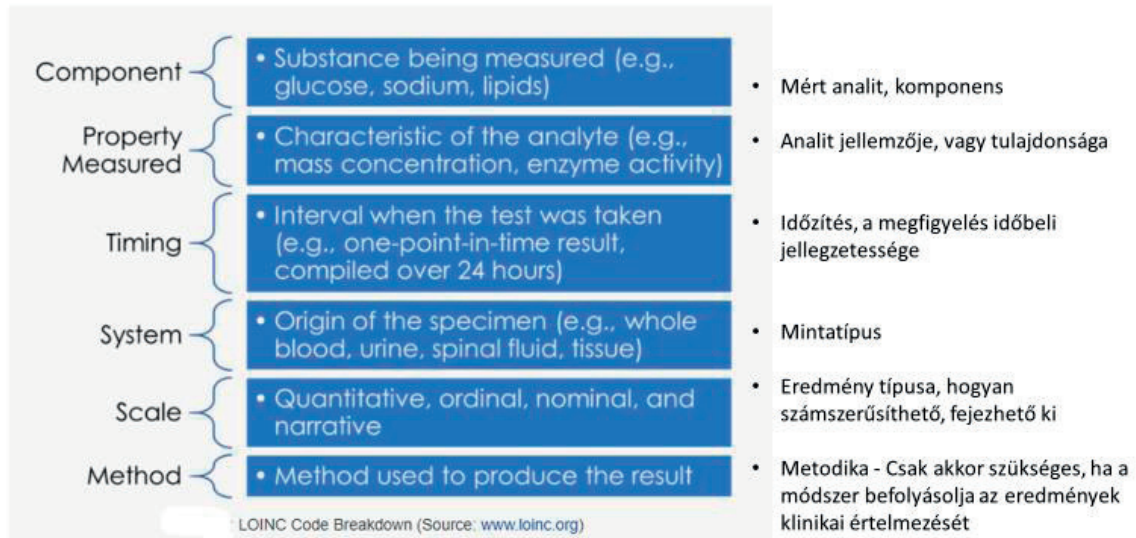 Component
• Substance being measured (e.g.,
glucose, sodium, lipids)
• Mért analit, komponens
Property
Measured
• Characteristic of the analyte (e.g.,
mass concentration, enzyme activity)
• Analit jellemzője, vagy tulajdonsága
Timing
• Interval when the test was taken
(e.g., one-point-in-time result,
compiled over 24 hours)
• Időzítés, a megfigyelés időbeli
jellegzetessége
System
• Origin of the specimen (e.g., whole
blood, urine, spinal fluid, tissue)
• Mintatípus
Scale
• Quantitative, ordinal, nominal, and
narrative
• Eredmény típusa, hogyan
számszerűsíthető, fejezhető ki
Method
• Method used to produce the result
• Metodika - Csak akkor szükséges, ha a
módszer befolyásolja az eredmények
klinikai értelmezését
: LOINC Code Breakdown (Source: www.loinc.org)